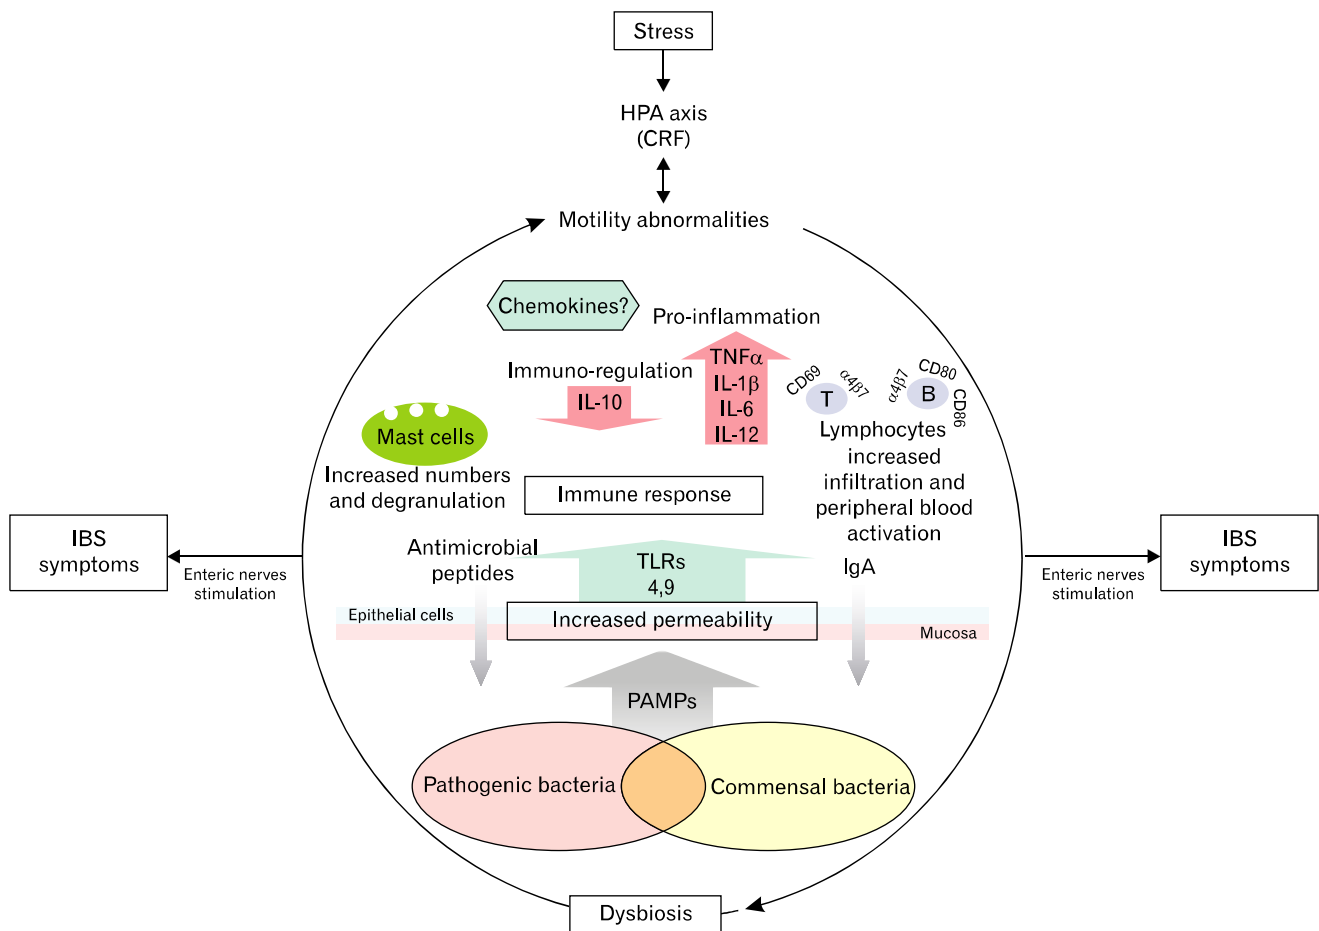 Stress
HPA axis
(CRF)
Motility abnormalities
Chemokines?
Pro-inflammation
TNFα
IL-1β
IL-6
IL-12
Immuno-regulation
IL-10
CD69
α4β7
T
α4β7
CD80
CD86
B
Lymphocytes
increased
infiltration and
peripheral blood
activation
Mast cells
Increased numbers
and degranulation
Immune response
IBS
symptoms
Enteric nerves
stimulation
IBS
symptoms
Enteric nerves
stimulation
Antimicrobial
peptides
TLRs
4,9
IgA
Epithelial cells
Increased permeability
Mucosa
PAMPs
Pathogenic bacteria
Commensal bacteria
Dysbiosis